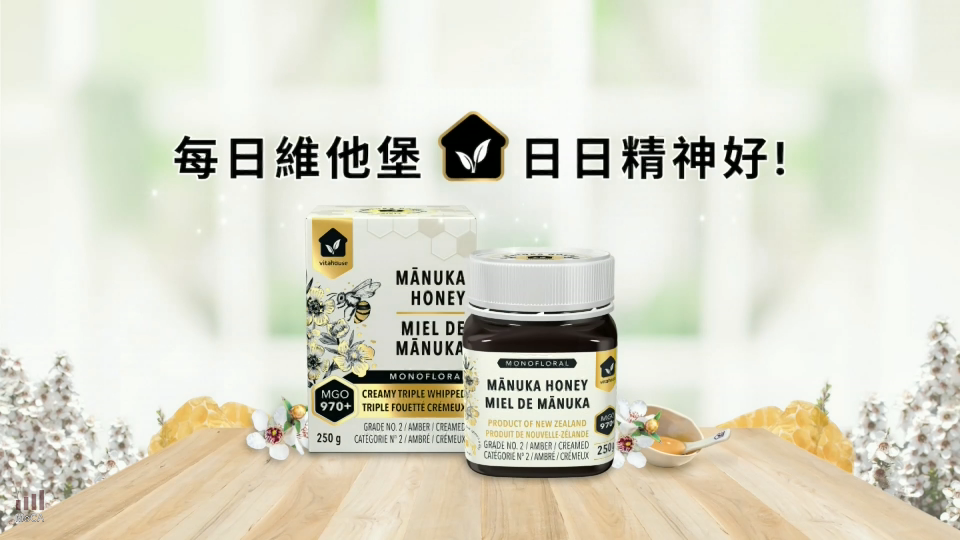 每日維他堡 日日精神好!
vitahouse
MĀNUKA
HONEY
MIEL DE
MĀNUKA
MONOFLORAL
MGO
970+
CREAMY TRIPLE WHIPPED
TRIPLE FOUETTE CREMEUX
GRADE NO. 2 / AMBER / CREAMED
CATÉGORIE N° 2 / AMBRÉ / CRÉMEUX
250 g
MONOFLORAL
vitahouse
MĀNUKA HONEY
MIEL DE MĀNUKA
MGO
970+
PRODUCT OF NEW ZEALAND
PRODUIT DE NOUVELLE-ZÉLANDE
GRADE NO. 2 / AMBER / CREAMED
CATÉGORIE N° 2 / AMBRÉ / CRÉMEUX
250g